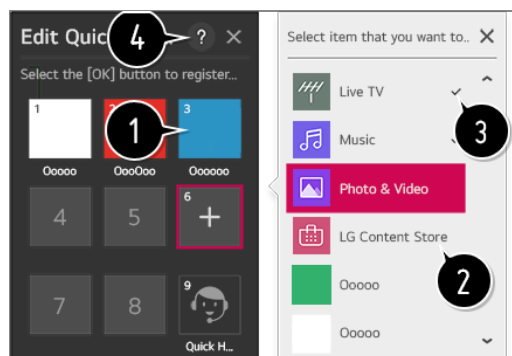 Edit Quic
4
?
Select the [OK] button to register...
1
2
3
1
Ooooo
OooOoo
Oooooo
4
5
6
7
8
9
Quick H...
Select item that you want to..
Live TV
3
Music
Photo & Video
LG Content Store
2
Ooooo
Ooooo